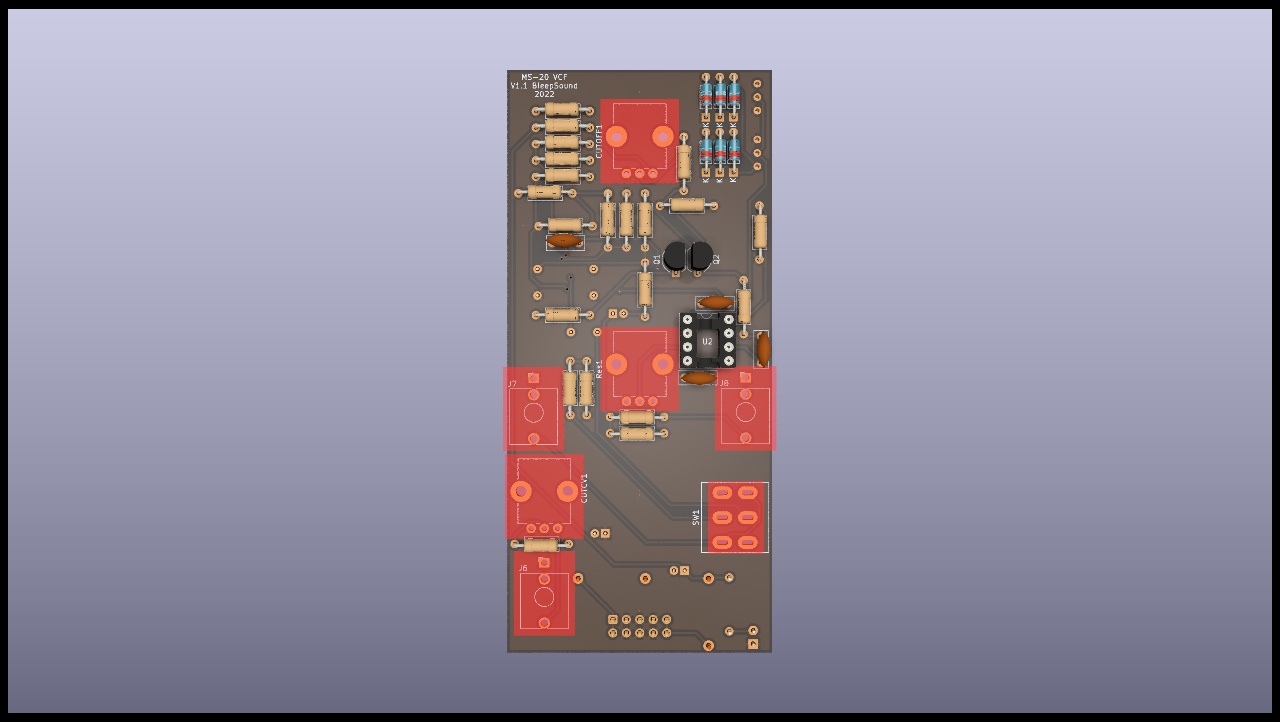 MS-20 VCF
V1.1 BleepSound
2022
CUTOFF1
K K K
K K K
Q1 Q2
U2
Res1
J7
J8
CUTCV1
SW1
J6